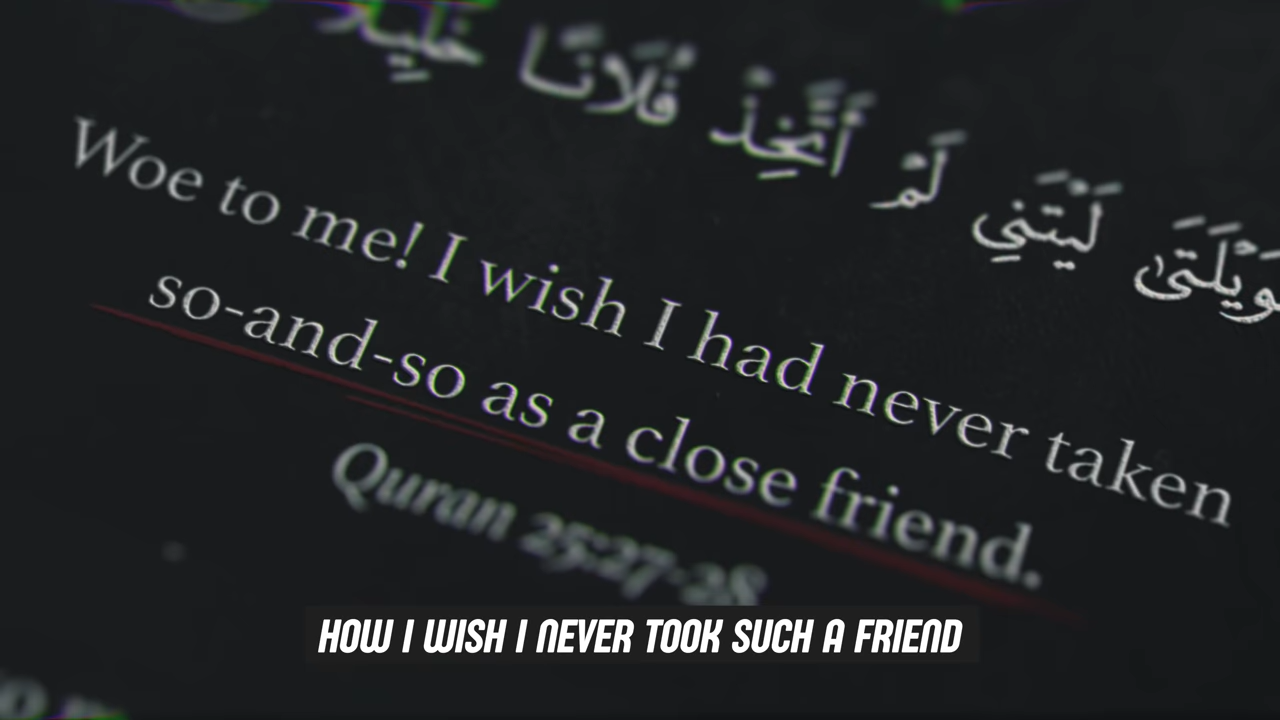 ـوَيْلَتَىٰ لَيْتَنِي لَمْ أَتَّخِذْ فُلَانًا خَلِيلًا
Woe to me! I wish I had never taken
so-and-so as a close friend.
Quran 25:27-28
HOW I WISH I NEVER TOOK SUCH A FRIEND